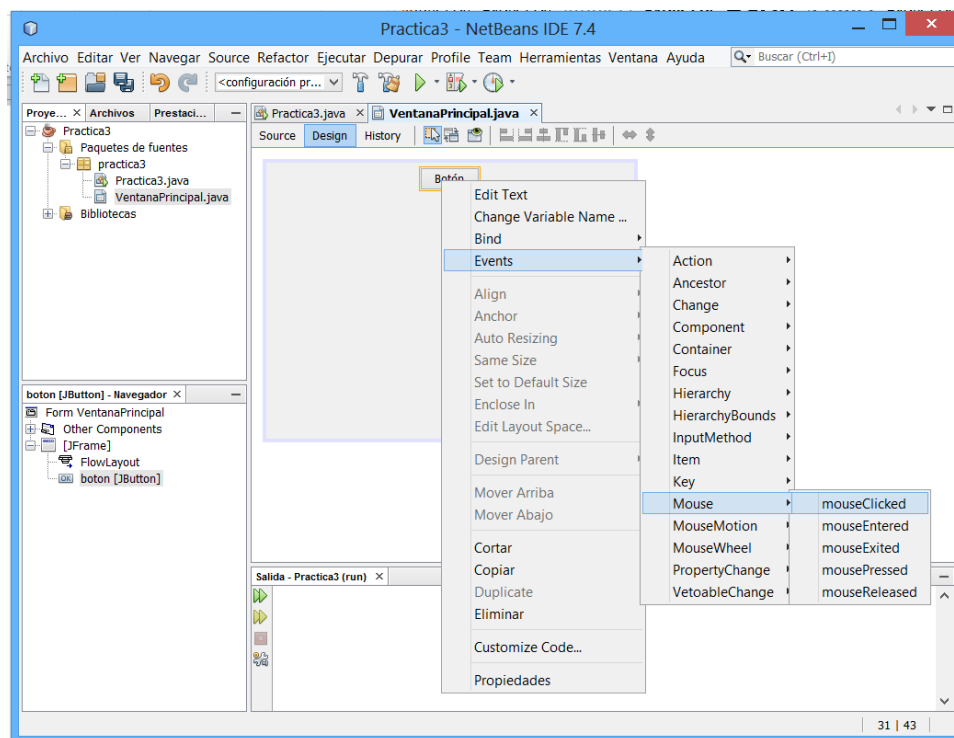 Practica3 - NetBeans IDE 7.4
Archivo Editar Ver Navegar Source Refactor Ejecutar Depurar Profile Team Herramientas Ventana Ayuda
Buscar (Ctrl+I)
<configuración pr...
Proye... Archivos Prestaci...
Practica3
Paquetes de fuentes
practica3
Practica3.java
VentanaPrincipal.java
Bibliotecas
Practica3.java VentanaPrincipal.java
Source Design History
Botón
Edit Text
Change Variable Name ...
Bind
Events
Align
Anchor
Auto Resizing
Same Size
Set to Default Size
Enclose In
Edit Layout Space...
Design Parent
Mover Arriba
Mover Abajo
Cortar
Copiar
Duplicate
Eliminar
Customize Code...
Propiedades
Action
Ancestor
Change
Component
Container
Focus
Hierarchy
HierarchyBounds
InputMethod
Item
Key
Mouse
MouseMotion
MouseWheel
PropertyChange
VetoableChange
mouseClicked
mouseEntered
mouseExited
mousePressed
mouseReleased
boton [JButton] - Navegador
Form VentanaPrincipal
Other Components
[JFrame]
FlowLayout
OK boton [JButton]
Salida - Practica3 (run)
31 | 43